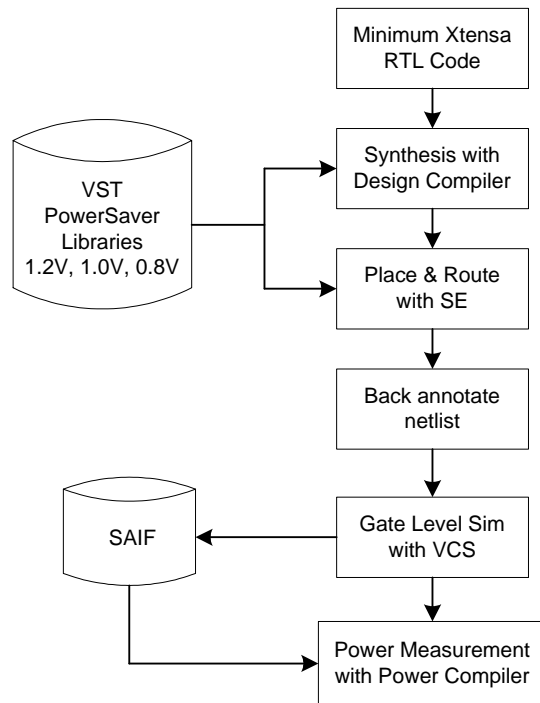 Minimum Xtensa
RTL Code
VST
PowerSaver
Libraries
1.2V, 1.0V, 0.8V
Synthesis with
Design Compiler
Place & Route
with SE
Back annotate
netlist
SAIF
Gate Level Sim
with VCS
Power Measurement
with Power Compiler